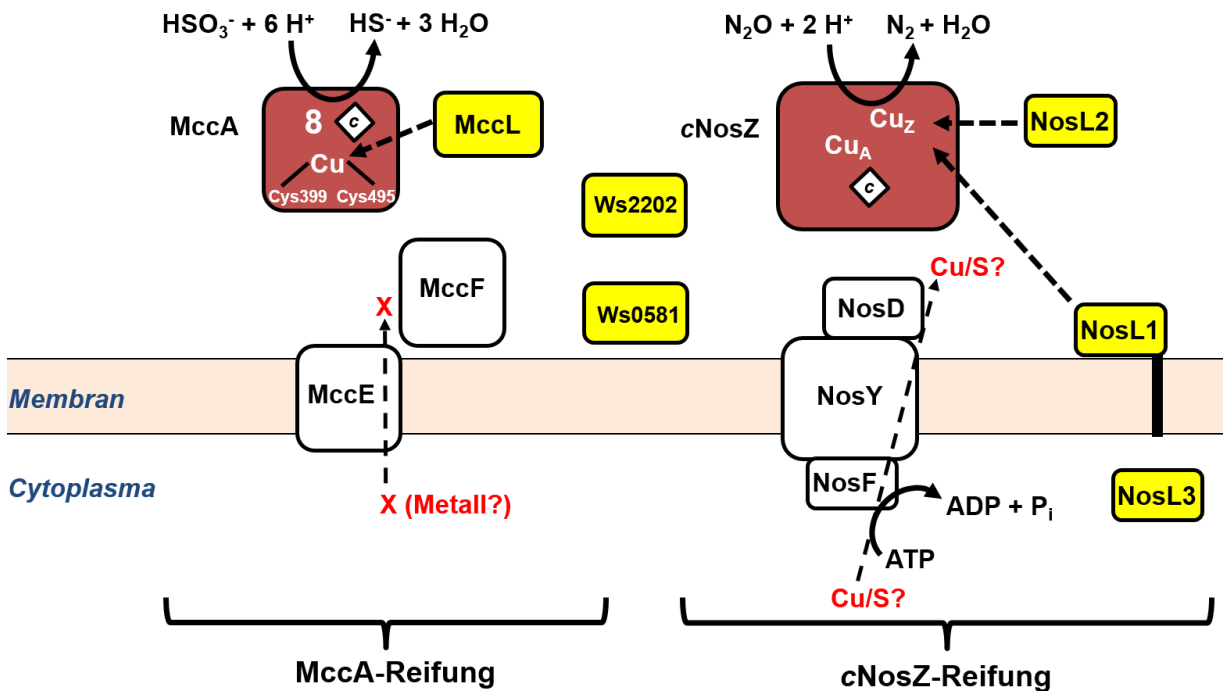 HSO₃⁻ + 6 H⁺ HS⁻ + 3 H₂O
MccA
8 c
Cu
Cys399 Cys495
MccL
Ws2202
Ws0581
MccF
X
MccE
X (Metall?)
N₂O + 2 H⁺ N₂ + H₂O
cNosZ
Cu_Z
Cu_A
c
NosL2
Cu/S?
NosD
NosL1
NosY
NosF
ADP + Pᵢ
ATP
Cu/S?
NosL3
Membran
Cytoplasma
MccA-Reifung
cNosZ-Reifung